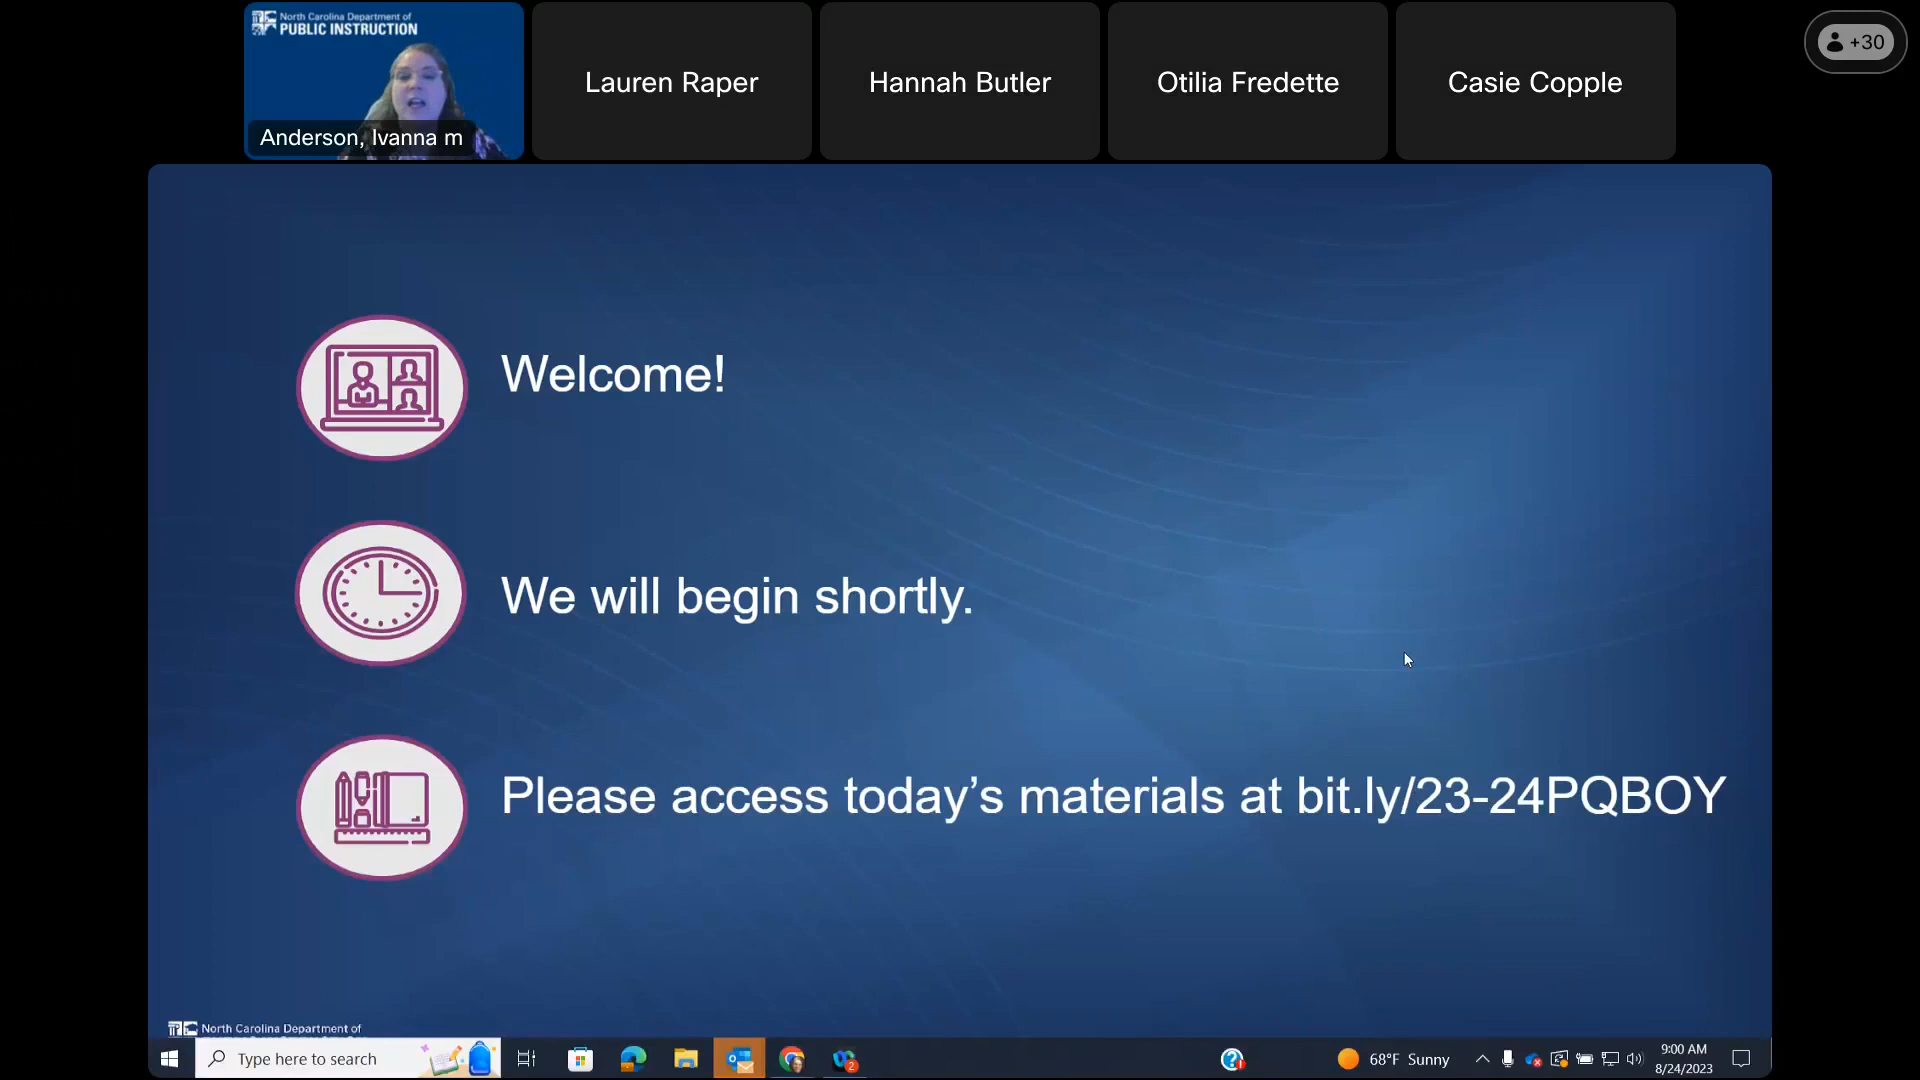 North Carolina Department of
PUBLIC INSTRUCTION
Anderson, Ivanna m
Lauren Raper
Hannah Butler
Otilia Fredette
Casie Copple
+30
Welcome!
We will begin shortly.
Please access today’s materials at bit.ly/23-24PQBOY
North Carolina Department of
Type here to search
2
68°F Sunny
9:00 AM
8/24/2023